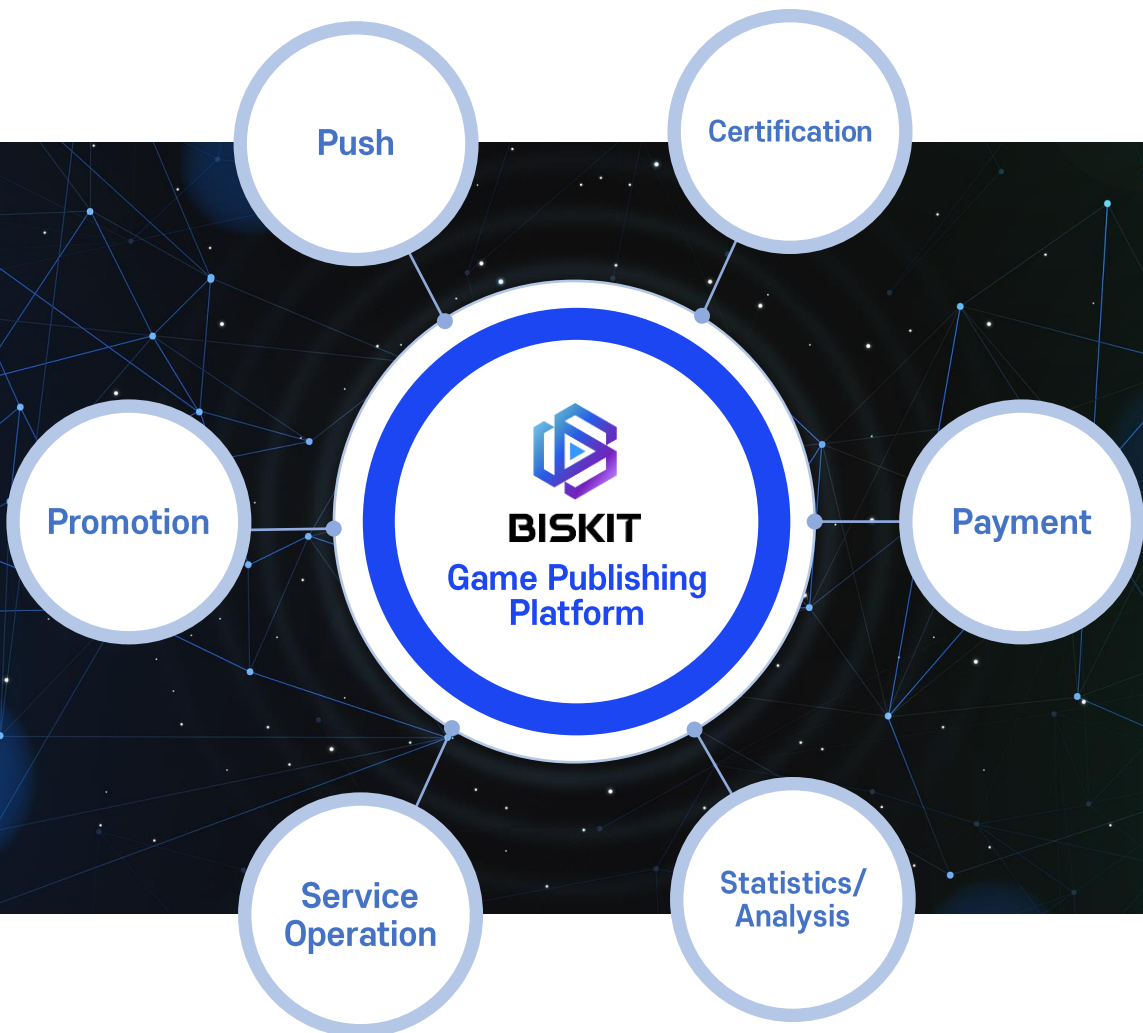 Push
Certification
Promotion
BISKIT
Game Publishing
Platform
Payment
Service
Operation
Statistics/
Analysis